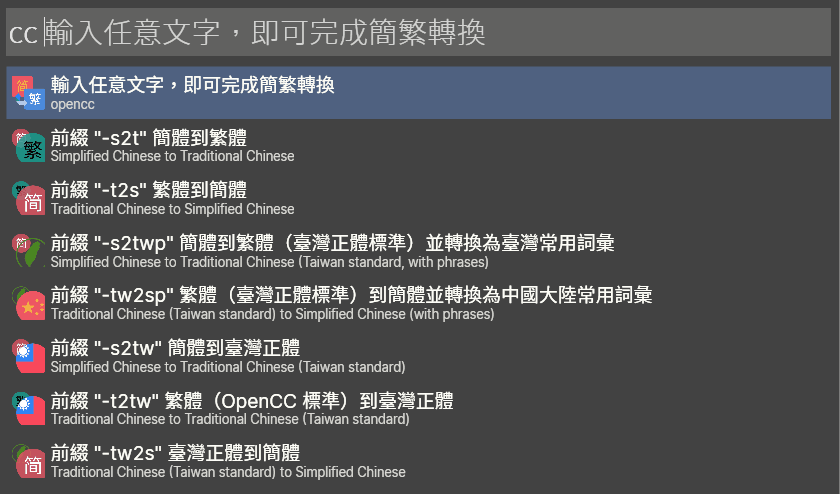 cc 輸入任意文字，即可完成簡繁轉換
輸入任意文字，即可完成簡繁轉換
opencc
前綴 "-s2t" 簡體到繁體
Simplified Chinese to Traditional Chinese
前綴 "-t2s" 繁體到簡體
Traditional Chinese to Simplified Chinese
前綴 "-s2twp" 簡體到繁體（臺灣正體標準）並轉換為臺灣常用詞彙
Simplified Chinese to Traditional Chinese (Taiwan standard, with phrases)
前綴 "-tw2sp" 繁體（臺灣正體標準）到簡體並轉換為中國大陸常用詞彙
Traditional Chinese (Taiwan standard) to Simplified Chinese (with phrases)
前綴 "-s2tw" 簡體到臺灣正體
Simplified Chinese to Traditional Chinese (Taiwan standard)
前綴 "-t2tw" 繁體（OpenCC 標準）到臺灣正體
Traditional Chinese to Traditional Chinese (Taiwan standard)
前綴 "-tw2s" 臺灣正體到簡體
Traditional Chinese (Taiwan standard) to Simplified Chinese